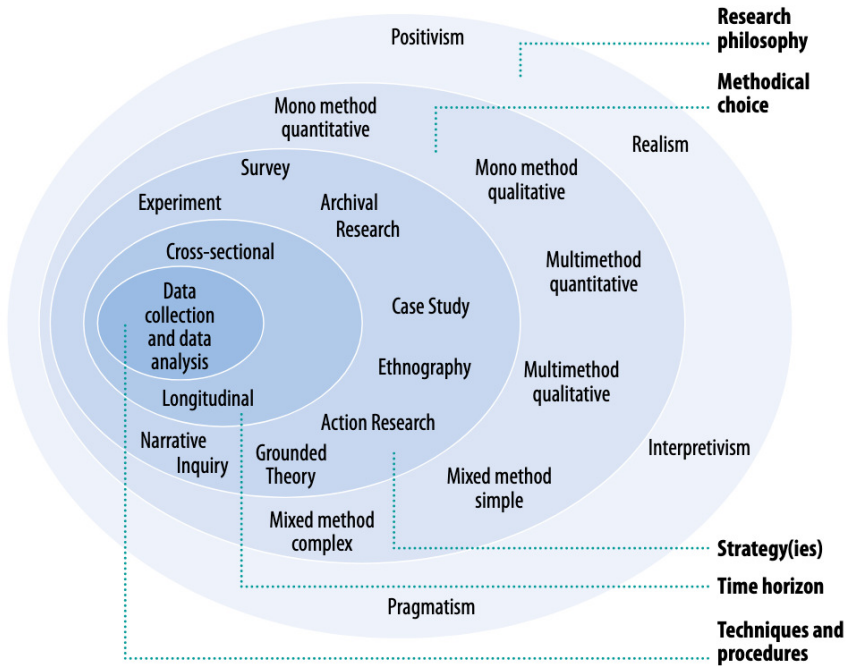 Positivism
Research
philosophy
Methodical
choice
Mono method
quantitative
Realism
Mono method
qualitative
Survey
Experiment
Archival
Research
Cross-sectional
Multimethod
quantitative
Data
collection
and data
analysis
Case Study
Ethnography
Multimethod
qualitative
Longitudinal
Action Research
Narrative
Inquiry
Grounded
Theory
Interpretivism
Mixed method
simple
Mixed method
complex
Strategy(ies)
Time horizon
Pragmatism
Techniques and
procedures